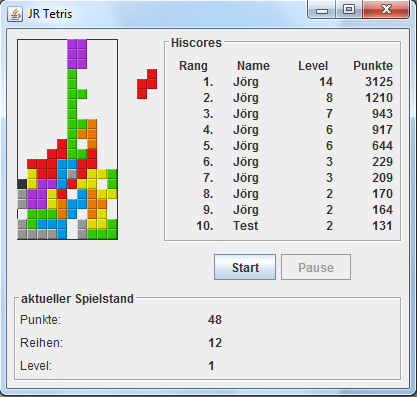 JR Tetris
Hiscores
Rang Name Level Punkte
1. Jörg 14 3125
2. Jörg 8 1210
3. Jörg 7 943
4. Jörg 6 917
5. Jörg 6 644
6. Jörg 3 229
7. Jörg 3 209
8. Jörg 2 170
9. Jörg 2 164
10. Test 2 131
Start Pause
aktueller Spielstand
Punkte: 48
Reihen: 12
Level: 1